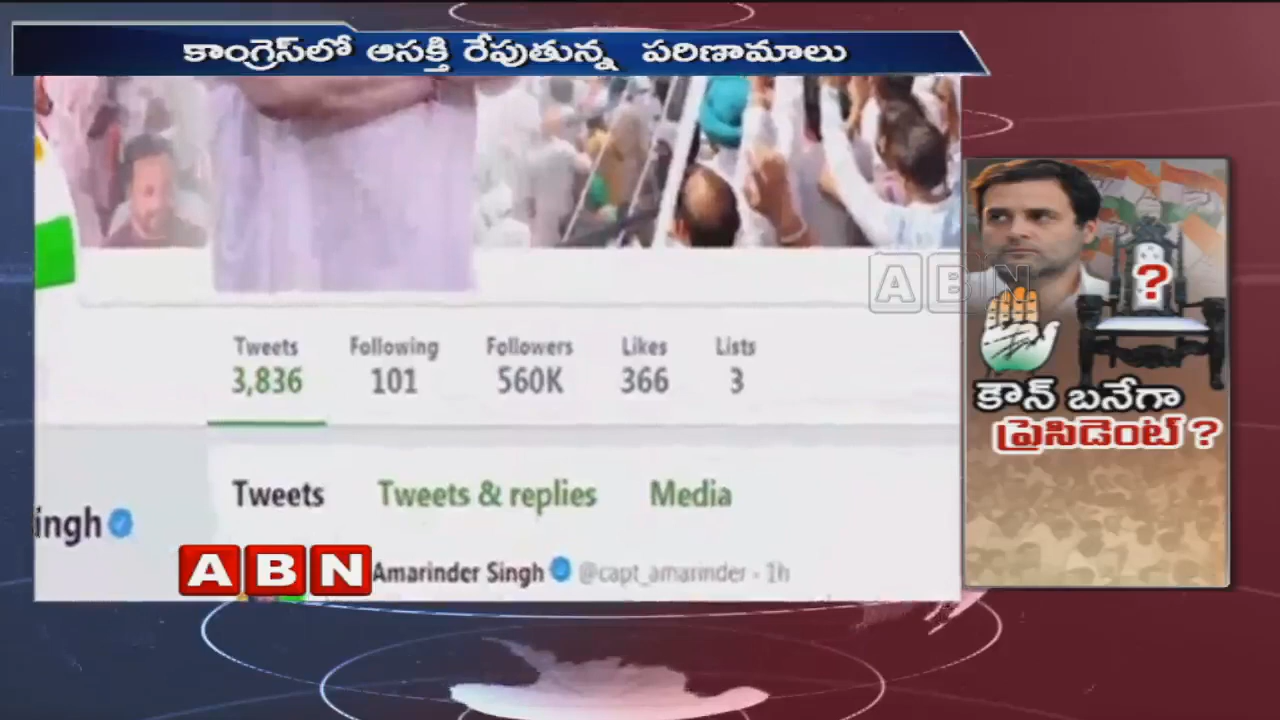 కాంగ్రెస్‌లో ఆసక్తి రేపుతున్న పరిణామాలు
ABN
?
Tweets Following Followers Likes Lists
3,836 101 560K 366 3
కౌన్ బనేగా
ప్రెసిడెంట్ ?
Tweets Tweets & replies Media
ingh
ABN
Amarinder Singh @capt_amarinder - 1h